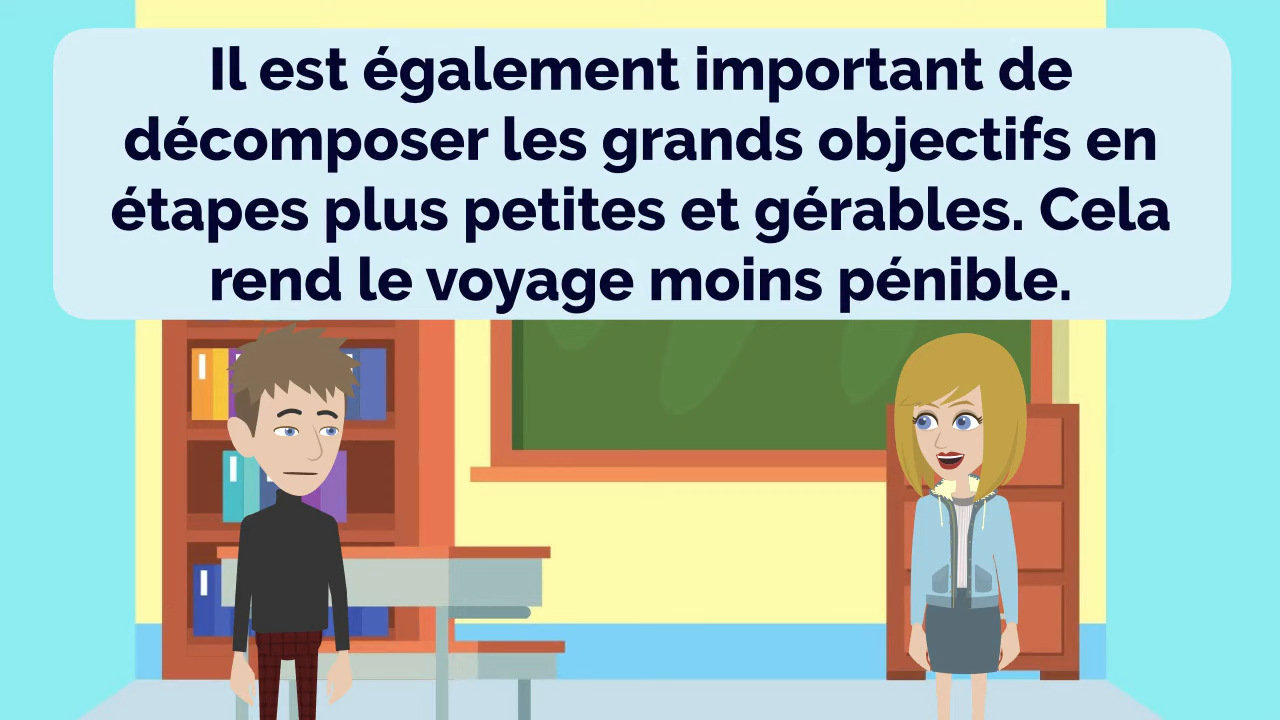 Il est également important de
décomposer les grands objectifs en
étapes plus petites et gérables. Cela
rend le voyage moins pénible.